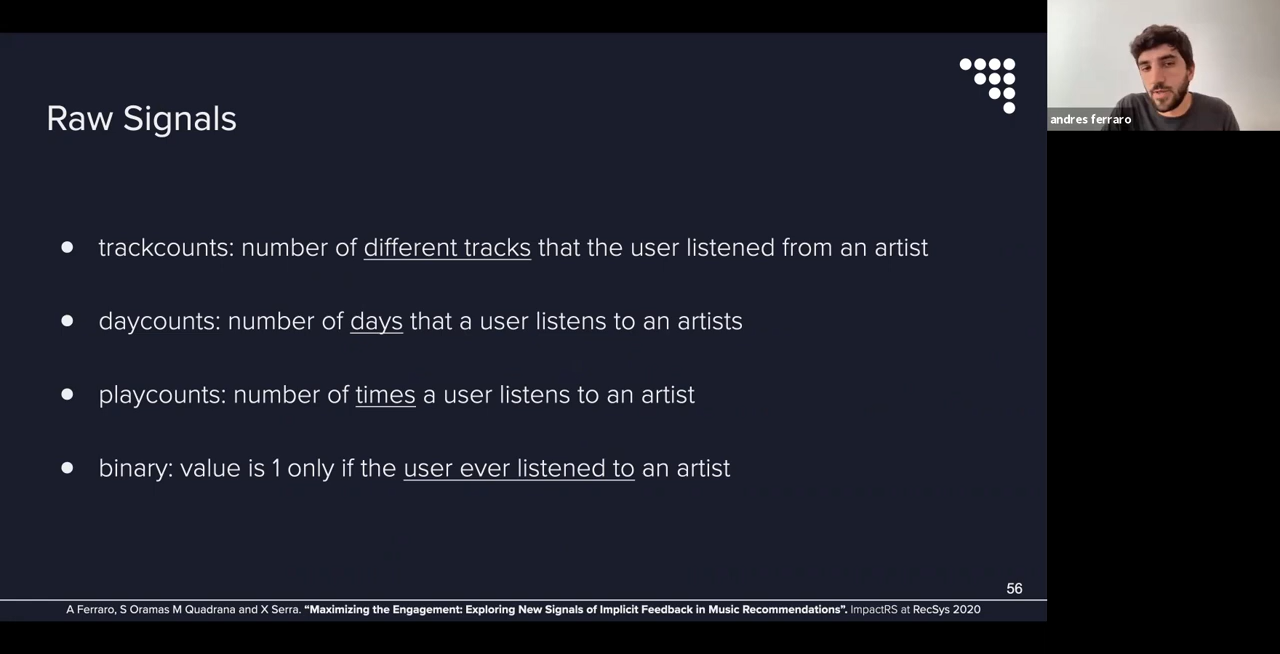 Raw Signals
andres ferraro
● trackcounts: number of different tracks that the user listened from an artist
● daycounts: number of days that a user listens to an artists
● playcounts: number of times a user listens to an artist
● binary: value is 1 only if the user ever listened to an artist
56
A Ferraro, S Oramas M Quadrana and X Serra. “Maximizing the Engagement: Exploring New Signals of Implicit Feedback in Music Recommendations”. ImpactRS at RecSys 2020